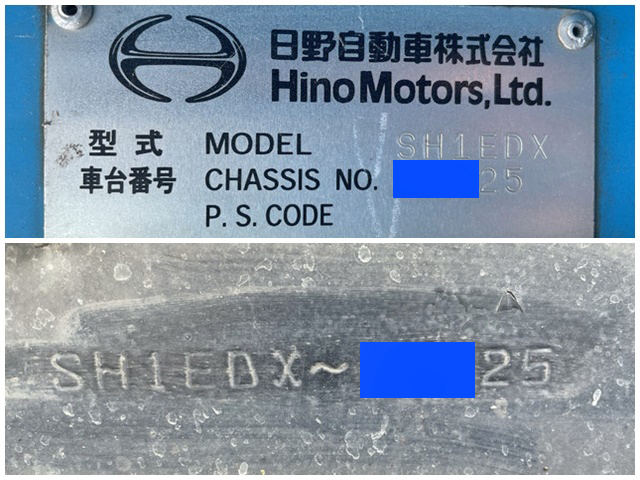 日野自動車株式会社
Hino Motors, Ltd.
型式 MODEL SH1EDX
車台番号 CHASSIS NO. 25
P. S. CODE
SH1EDX~ 25